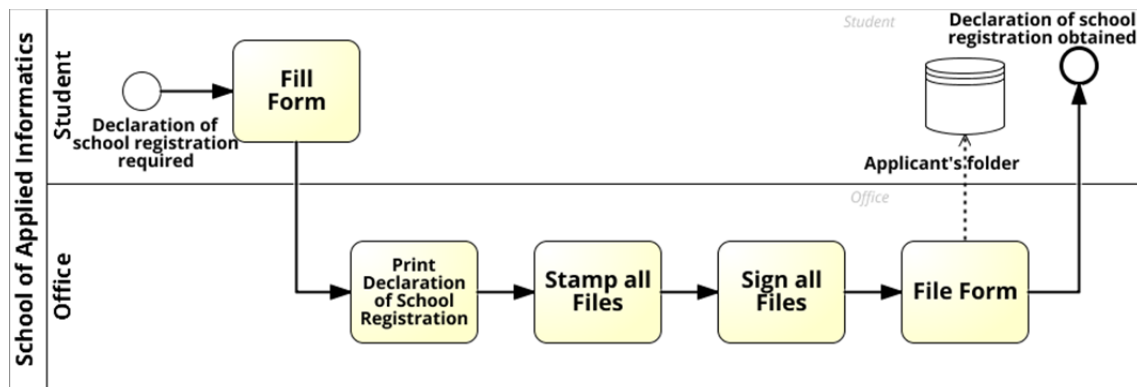 School of Applied Informatics
Student
Student
Declaration of school
registration obtained
Fill
Form
Declaration of
school registration
required
Applicant's folder
Office
Office
Print
Declaration
of School
Registration
Stamp all
Files
Sign all
Files
File Form